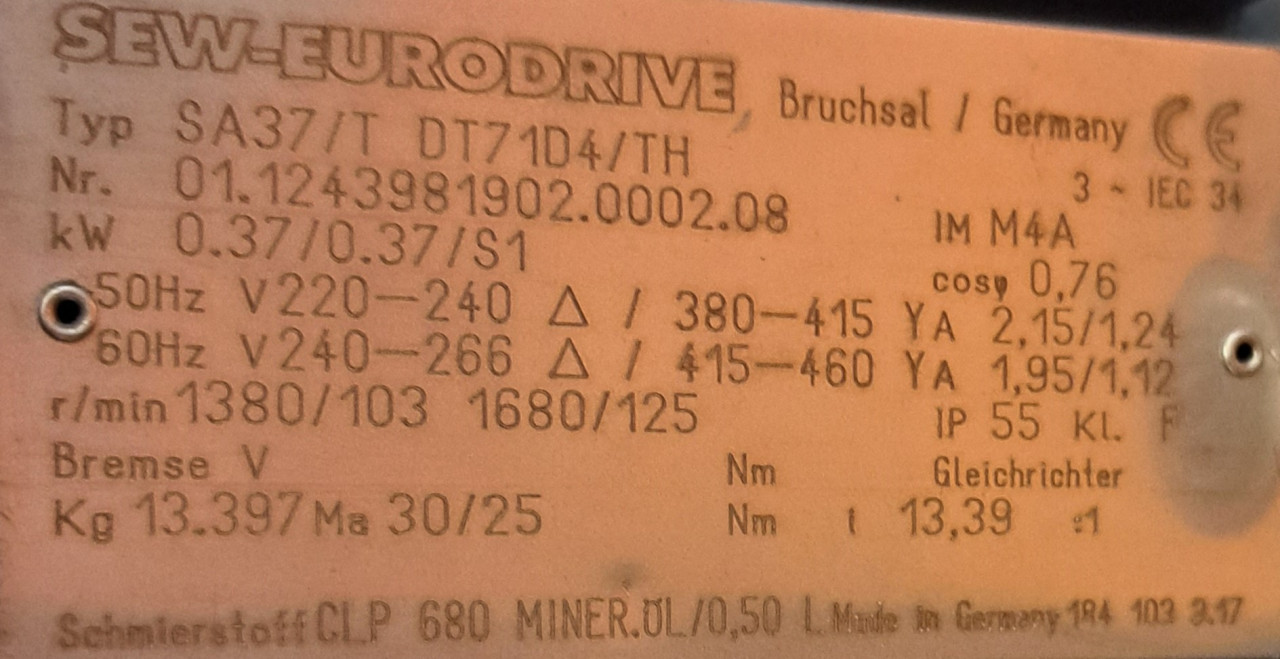 SEW-EURODRIVE, Bruchsal / Germany CE
Typ SA37/T DT71D4/TH 3 ~ IEC 34
Nr. 01.1243981902.0002.08 IM M4A
kW 0.37/0.37/S1 cosφ 0,76
50Hz V 220-240 Δ / 380-415 Y A 2,15/1,24
60Hz V 240-266 Δ / 415-460 Y A 1,95/1,12
r/min 1380/103 1680/125 IP 55 Kl. F
Bremse V Nm Gleichrichter
Kg 13.397 Ma 30/25 Nm i 13,39 :1
Schmierstoff CLP 680 MINER.ÖL/0,50 L Made in Germany 184 103 3.17